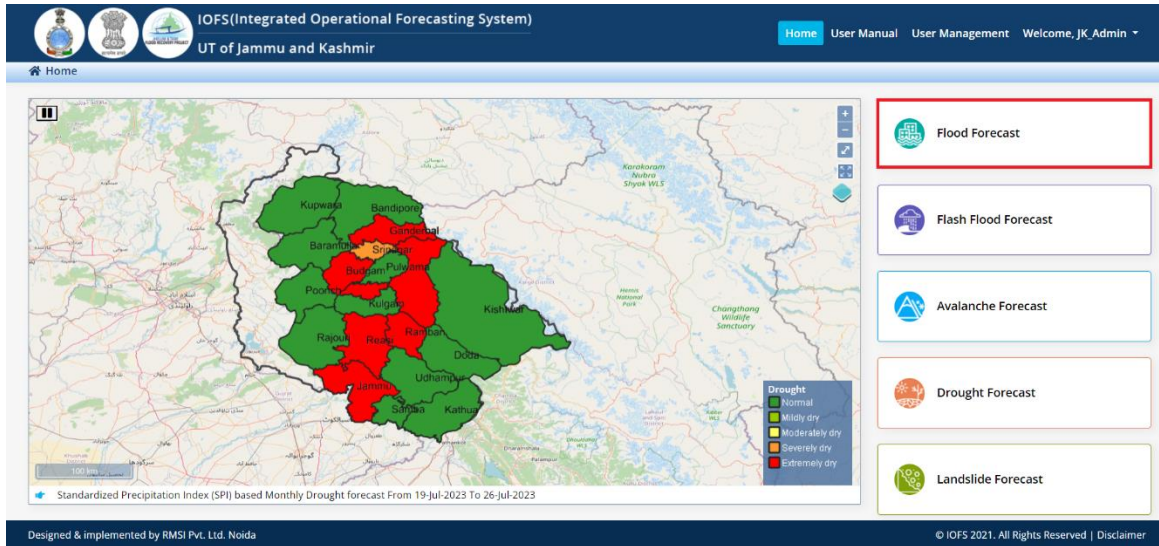 IOFS(Integrated Operational Forecasting System)
UT of Jammu and Kashmir
Home User Manual User Management Welcome, JK_Admin
Home
Flood Forecast
Flash Flood Forecast
Avalanche Forecast
Drought Forecast
Landslide Forecast
Karakoram
Nubra
Shyok WLS
Kupwara
Bandipore
Ganderbal
Baramulla
Srinagar
Budgam
Pulwama
Poonch
Kulgam
Kishtwar
Hemis
National
Park
Changthang
Wildlife
Sanctuary
Rajouri
Reasi
Ramban
Doda
Udhampur
Jammu
Samba
Kathua
Drought
Normal
Mildly dry
Moderately dry
Severely dry
Extremely dry
100 km
Standardized Precipitation Index (SPI) based Monthly Drought forecast From 19-Jul-2023 To 26-Jul-2023
Designed & implemented by RMSI Pvt. Ltd. Noida
© IOFS 2021. All Rights Reserved | Disclaimer